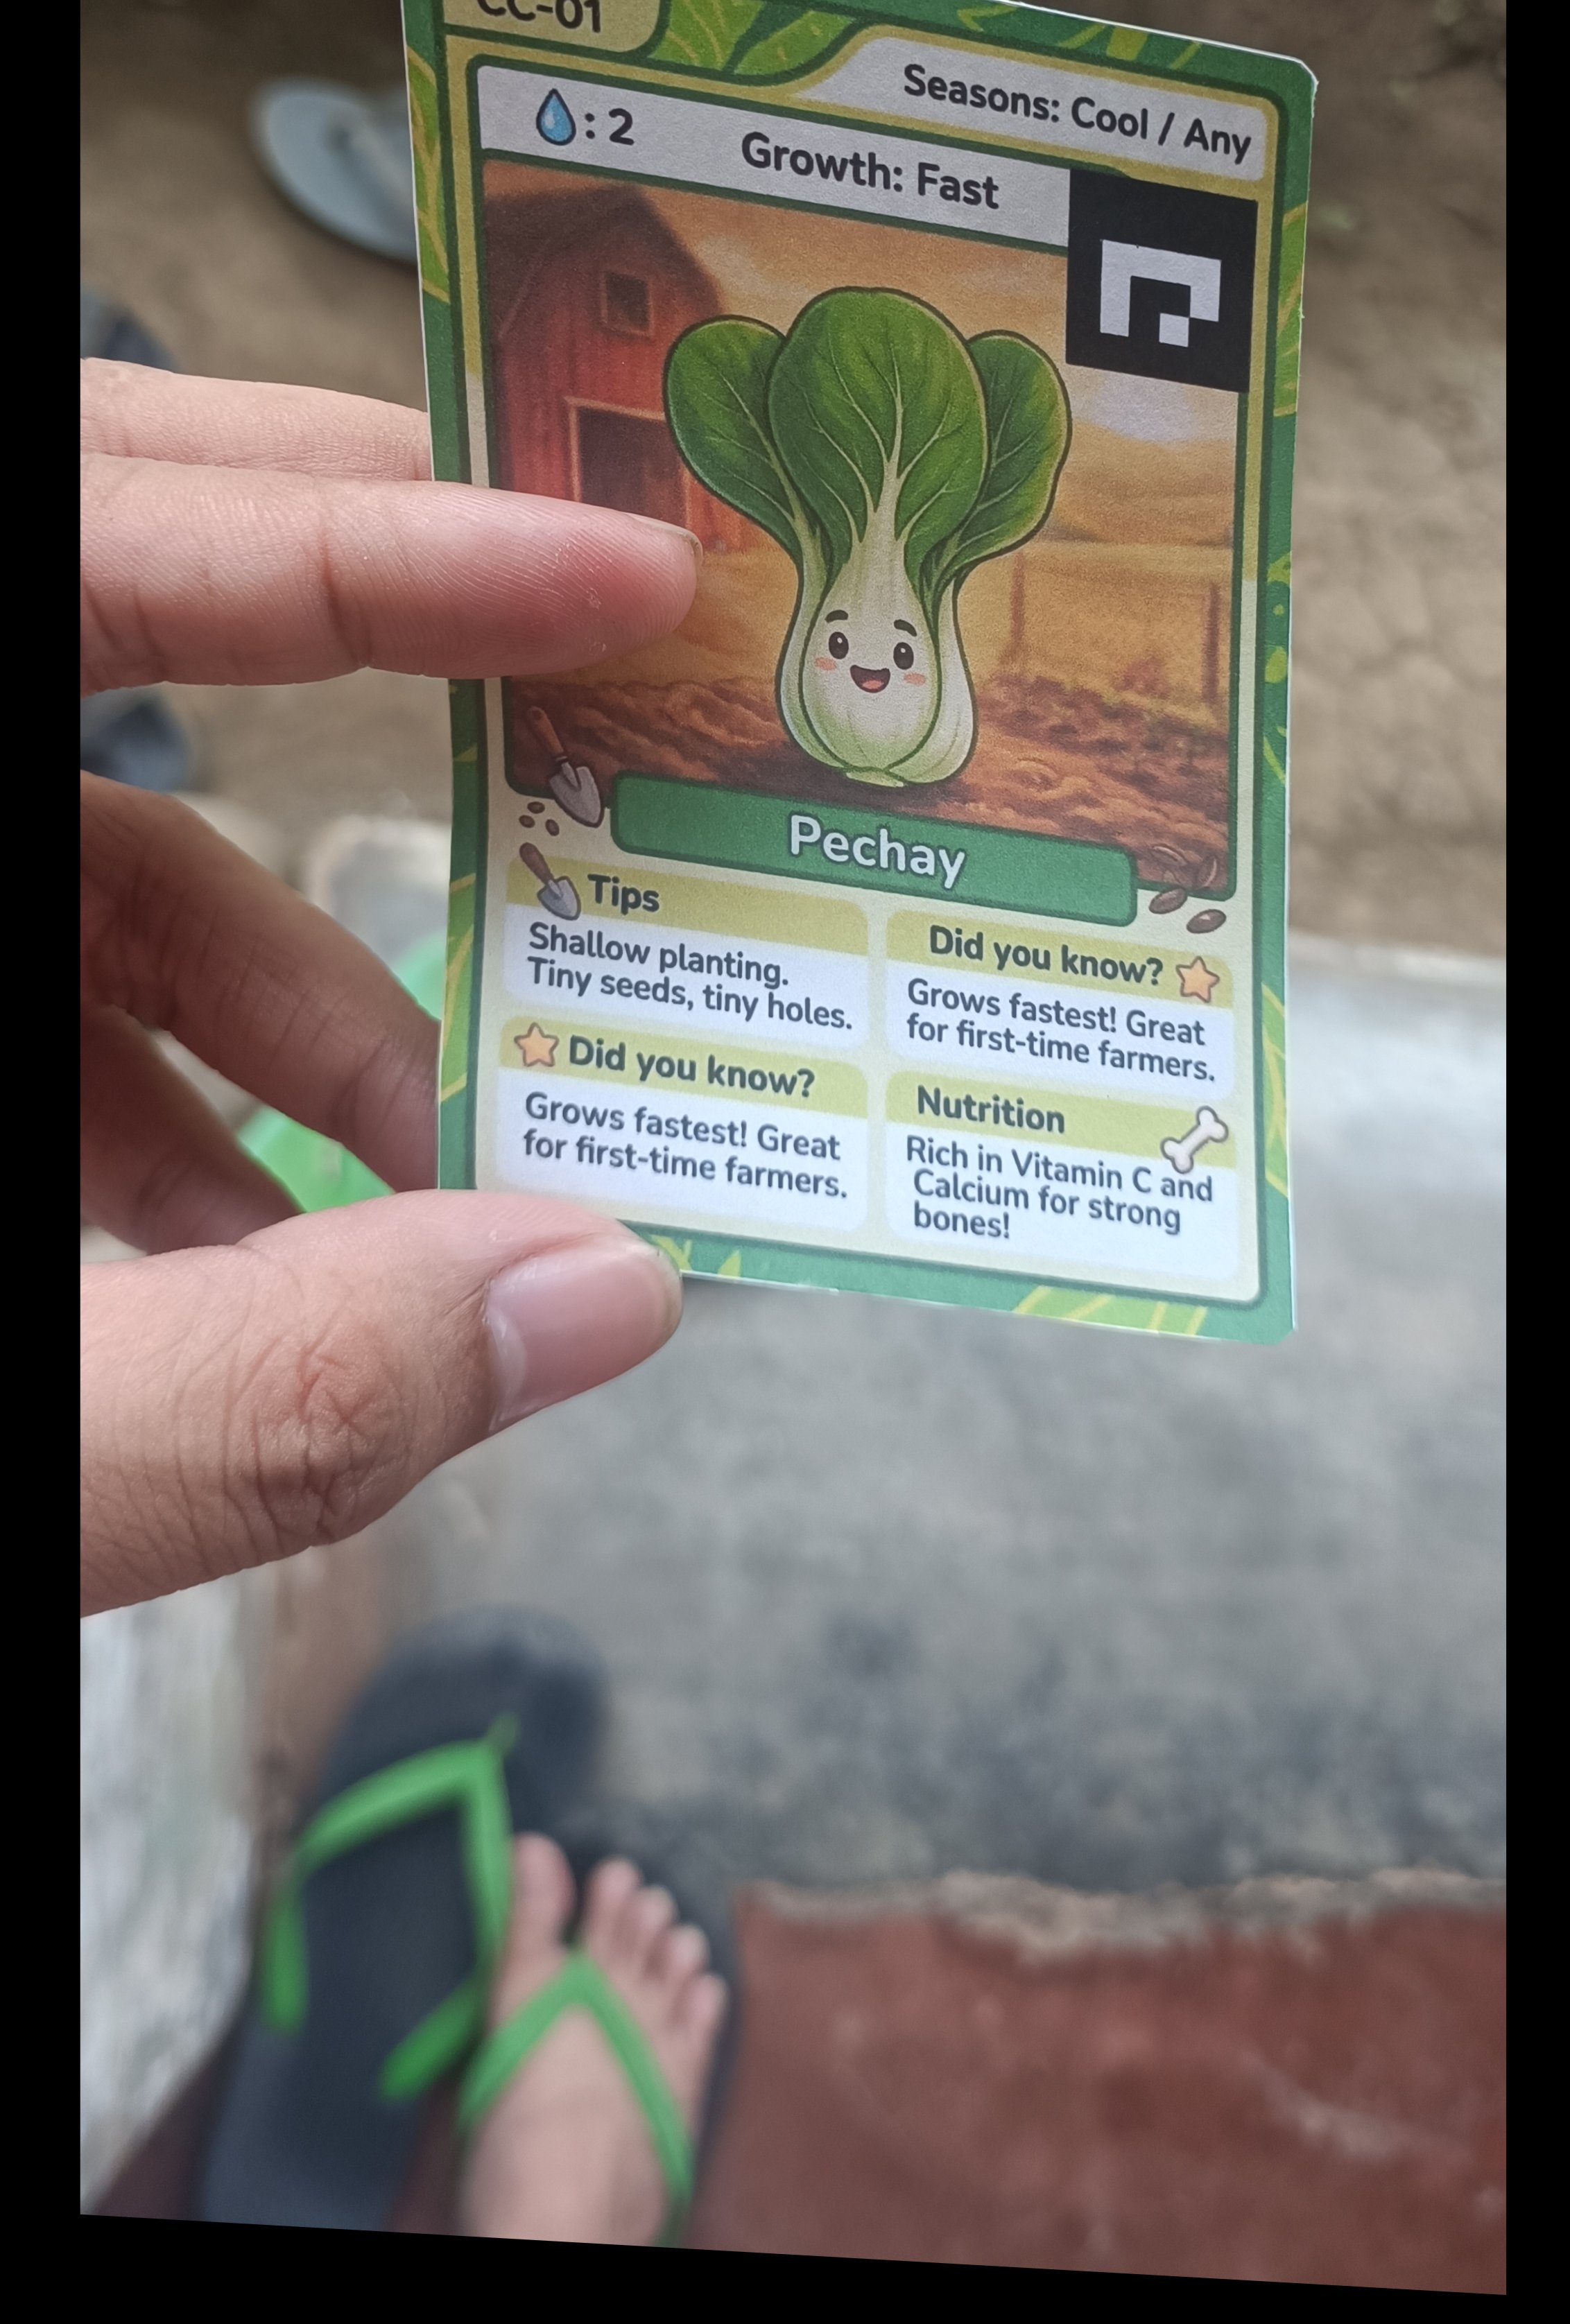 CC-01
Seasons: Cool / Any
: 2
Growth: Fast
Pechay
Tips
Shallow planting.
Tiny seeds, tiny holes.
Did you know?
Grows fastest! Great
for first-time farmers.
Did you know?
Grows fastest! Great
for first-time farmers.
Nutrition
Rich in Vitamin C and
Calcium for strong
bones!